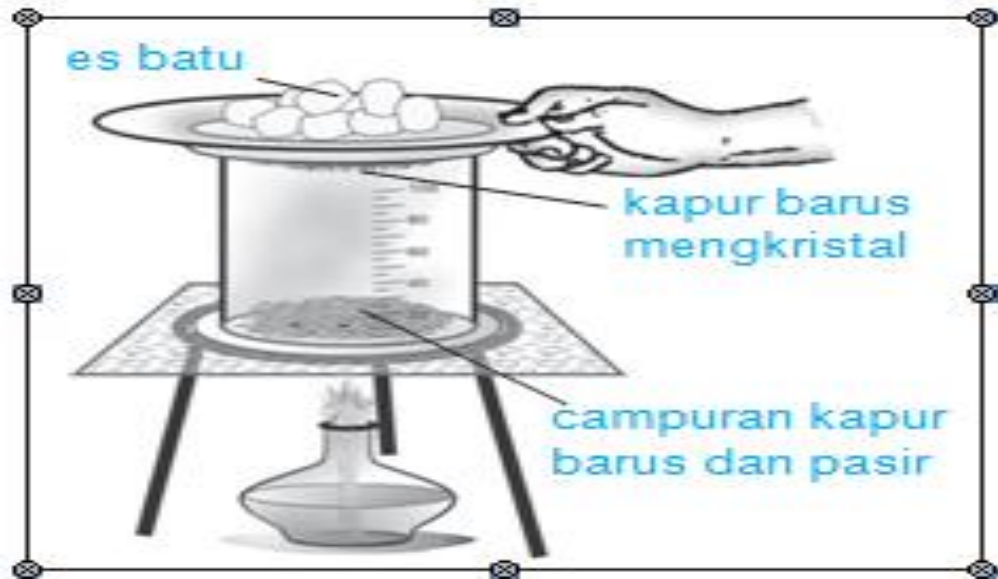 es batu
kapur barus
mengkristal
campuran kapur
barus dan pasir